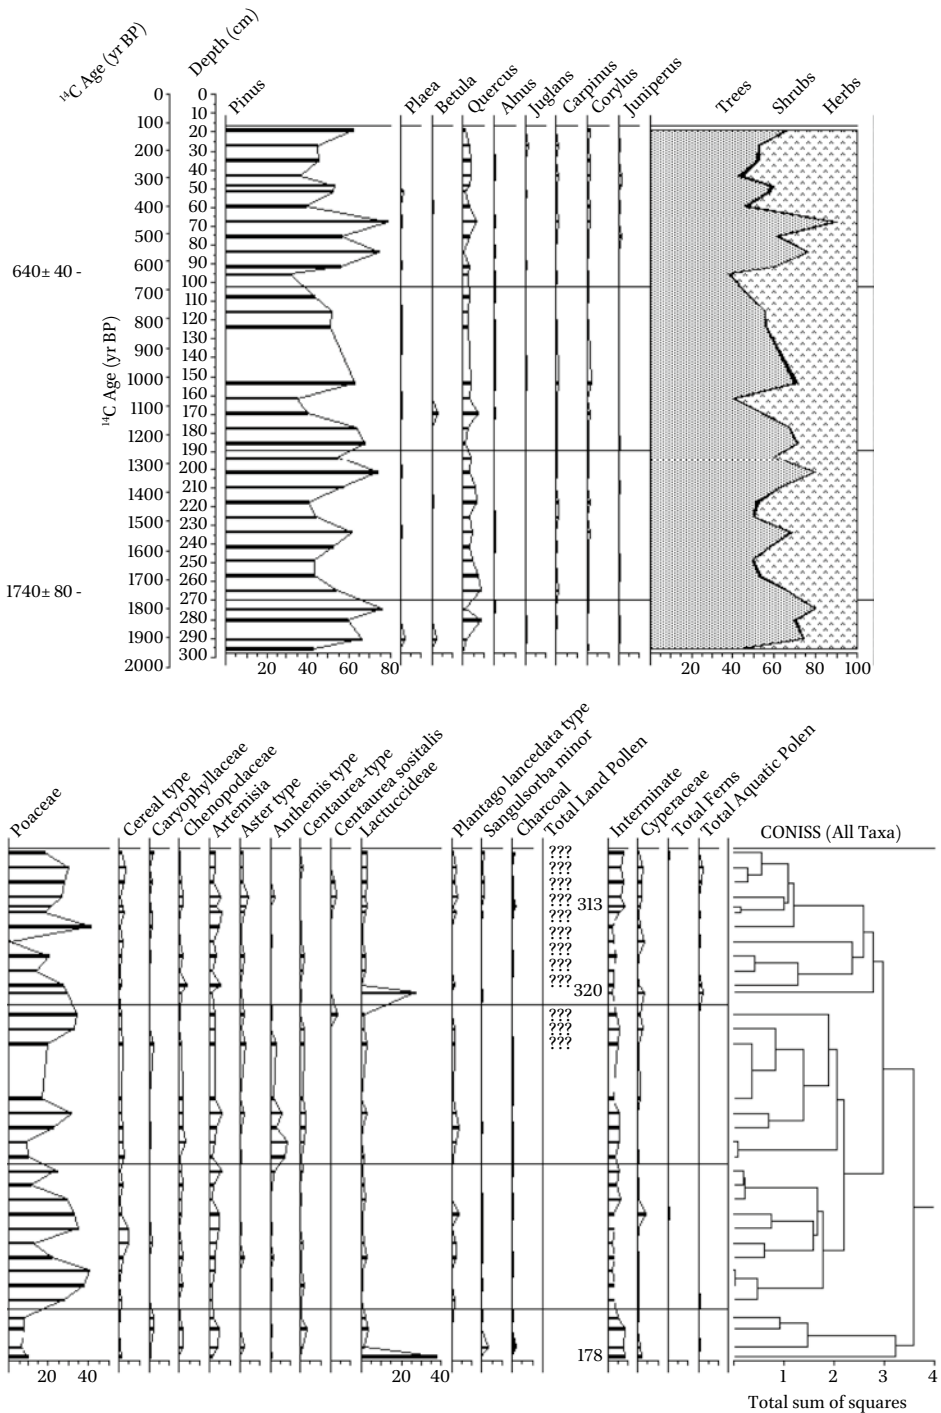 ¹⁴C Age (yr BP)
Depth (cm)
Pinus
Plaea
Betula
Quercus
Alnus
Juglans
Carpinus
Corylus
Juniperus
Trees
Shrubs
Herbs
0
100
200
300
400
500
600
700
800
900
1000
1100
1200
1300
1400
1500
1600
1700
1800
1900
2000
0
10
20
30
40
50
60
70
80
90
100
110
120
130
140
150
160
170
180
190
200
210
220
230
240
250
260
270
280
290
300
640± 40 -
1740± 80 -
¹⁴C Age (yr BP)
20 40 60 80
20 40 60 80 100
Poaceae
Cereal type
Caryophyllaceae
Chenopodaceae
Artemisia
Aster type
Anthemis type
Centaurea-type
Centaurea sositalis
Lactuccideae
Plantago lancedata type
Sangulsorba minor
Charcoal
Total Land Pollen
Interminate
Cyperaceae
Total Ferns
Total Aquatic Polen
CONISS (All Taxa)
???
???
???
??? 313
???
???
???
???
???
320
???
???
???
178
20 40
20 40
1 2 3 4
Total sum of squares